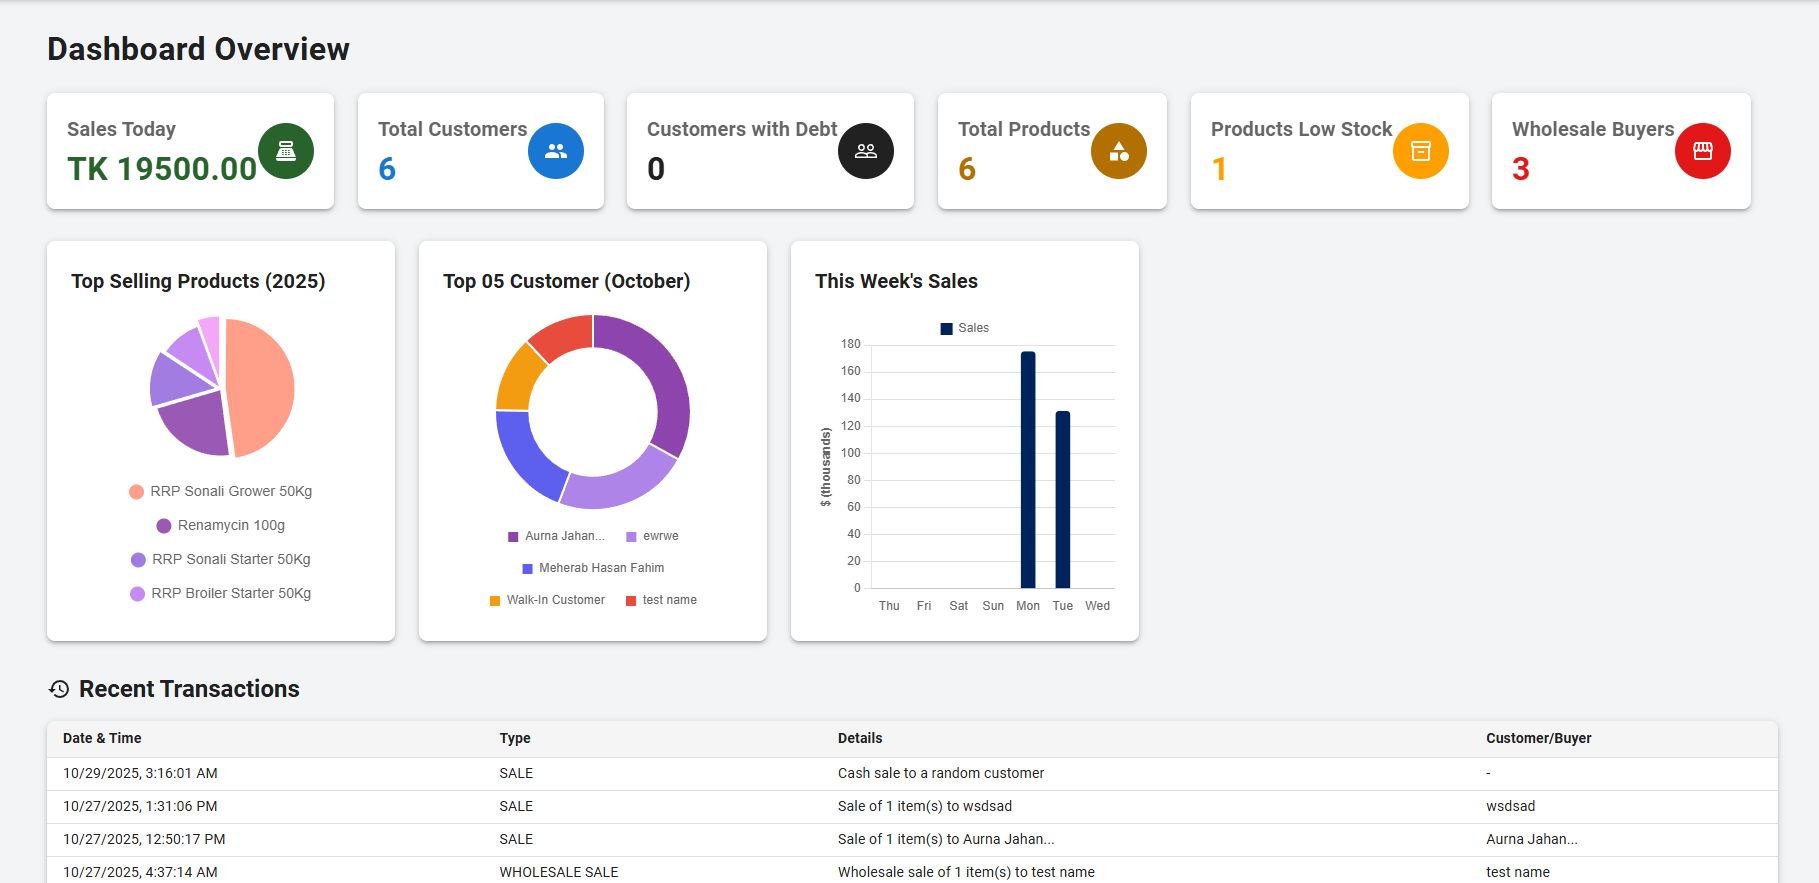 Dashboard Overview
Sales Today
TK 19500.00
Total Customers
6
Customers with Debt
0
Total Products
6
Products Low Stock
1
Wholesale Buyers
3
Top Selling Products (2025)
RRP Sonali Grower 50Kg
Renamycin 100g
RRP Sonali Starter 50Kg
RRP Broiler Starter 50Kg
Top 05 Customer (October)
Aurna Jahan... ewrwe
Meherab Hasan Fahim
Walk-In Customer test name
This Week's Sales
Sales
$ (thousands)
180
160
140
120
100
80
60
40
20
0
Thu Fri Sat Sun Mon Tue Wed
Recent Transactions
Date & Time Type Details Customer/Buyer
10/29/2025, 3:16:01 AM SALE Cash sale to a random customer -
10/27/2025, 1:31:06 PM SALE Sale of 1 item(s) to wsdsad wsdsad
10/27/2025, 12:50:17 PM SALE Sale of 1 item(s) to Aurna Jahan... Aurna Jahan...
10/27/2025, 4:37:14 AM WHOLESALE SALE Wholesale sale of 1 item(s) to test name test name